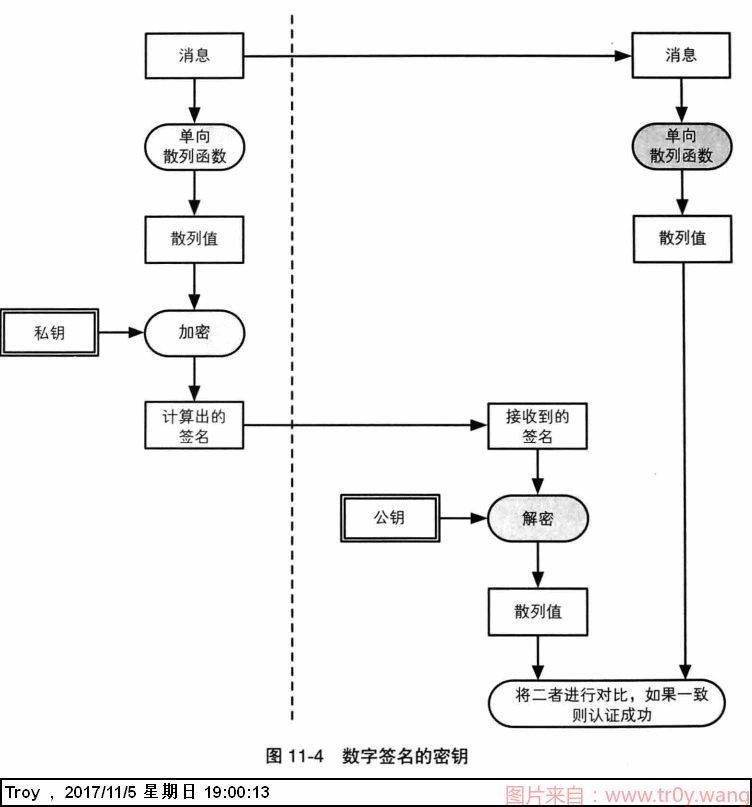 消息
消息
单向
散列函数
单向
散列函数
散列值
散列值
私钥
加密
计算出的
签名
接收到的
签名
公钥
解密
散列值
将二者进行对比，如果一致
则认证成功
图 11-4 数字签名的密钥
Troy , 2017/11/5 星期日 19:00:13
图片来自：www.tr0y.wang